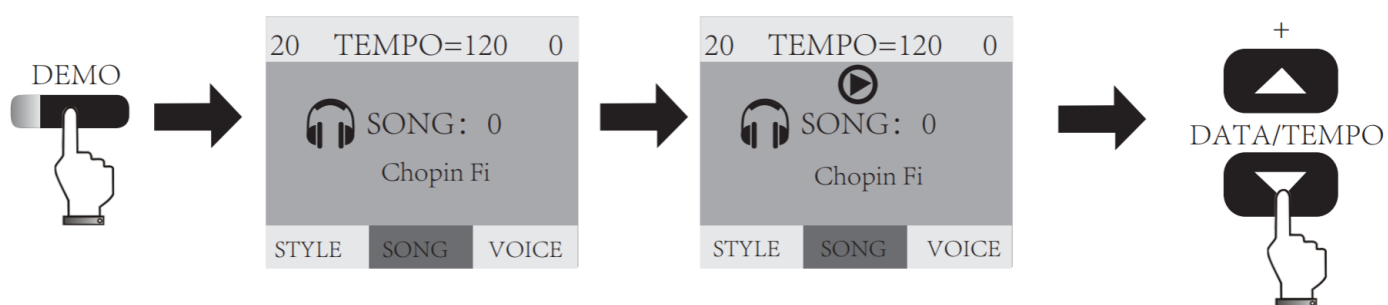 DEMO
20 TEMPO=120 0
SONG: 0
Chopin Fi
STYLE SONG VOICE
20 TEMPO=120 0
SONG: 0
Chopin Fi
STYLE SONG VOICE
+
DATA/TEMPO